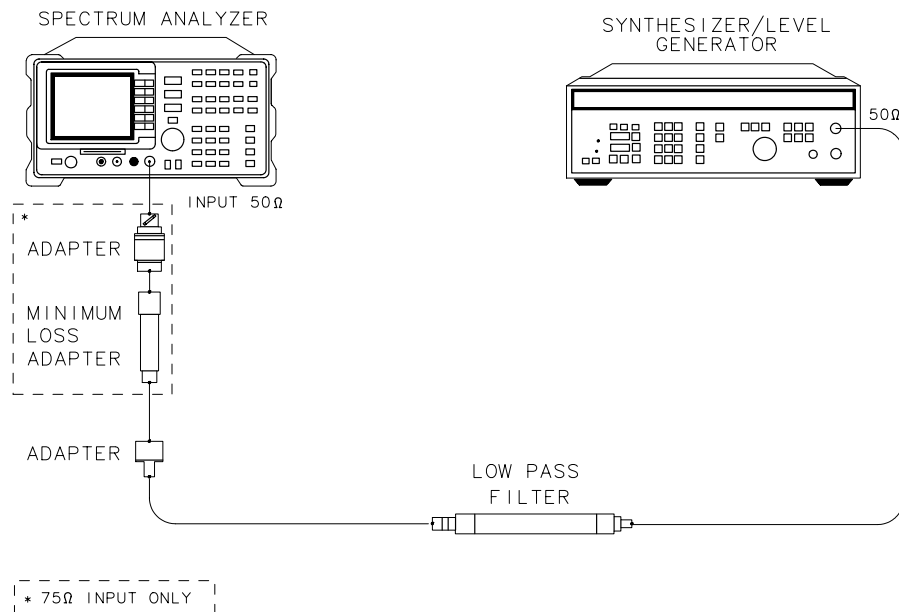 SPECTRUM ANALYZER
SYNTHESIZER/LEVEL
GENERATOR
50Ω
INPUT 50Ω
*
ADAPTER
MINIMUM
LOSS
ADAPTER
ADAPTER
LOW PASS
FILTER
* 75Ω INPUT ONLY